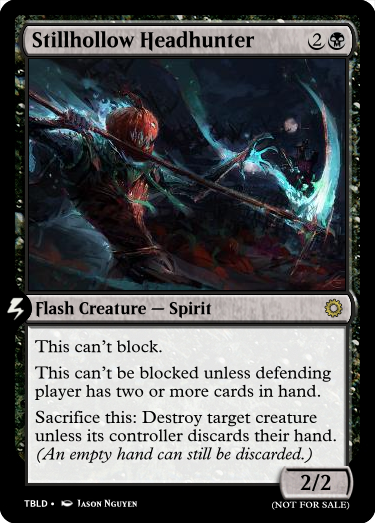 Stillhollow Headhunter 2
Flash Creature — Spirit
This can't block.
This can't be blocked unless defending
player has two or more cards in hand.
Sacrifice this: Destroy target creature
unless its controller discards their hand.
(An empty hand can still be discarded.)
2/2
TBLD • JASON NGUYEN
(NOT FOR SALE)